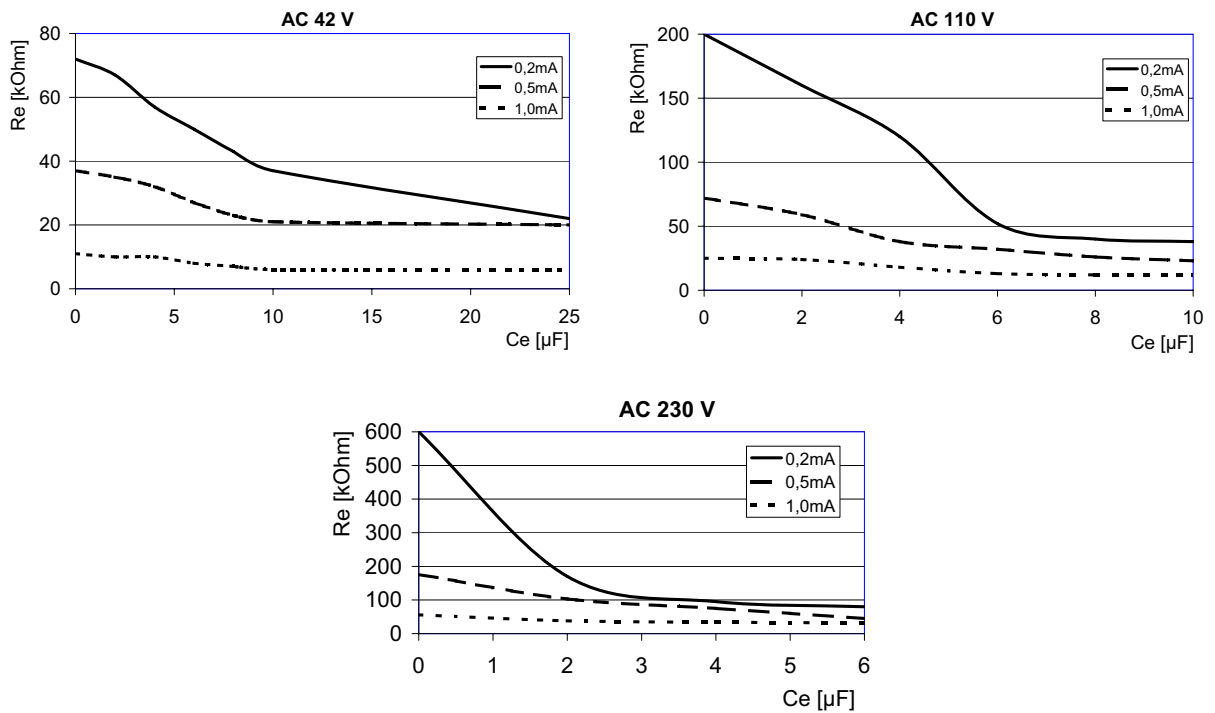 AC 42 V
Re [kOhm]
80
60
40
20
0
0 5 10 15 20 25
Ce [µF]
0,2mA
0,5mA
1,0mA
AC 110 V
Re [kOhm]
200
150
100
50
0
0 2 4 6 8 10
Ce [µF]
0,2mA
0,5mA
1,0mA
AC 230 V
Re [kOhm]
600
500
400
300
200
100
0
0 1 2 3 4 5 6
Ce [µF]
0,2mA
0,5mA
1,0mA